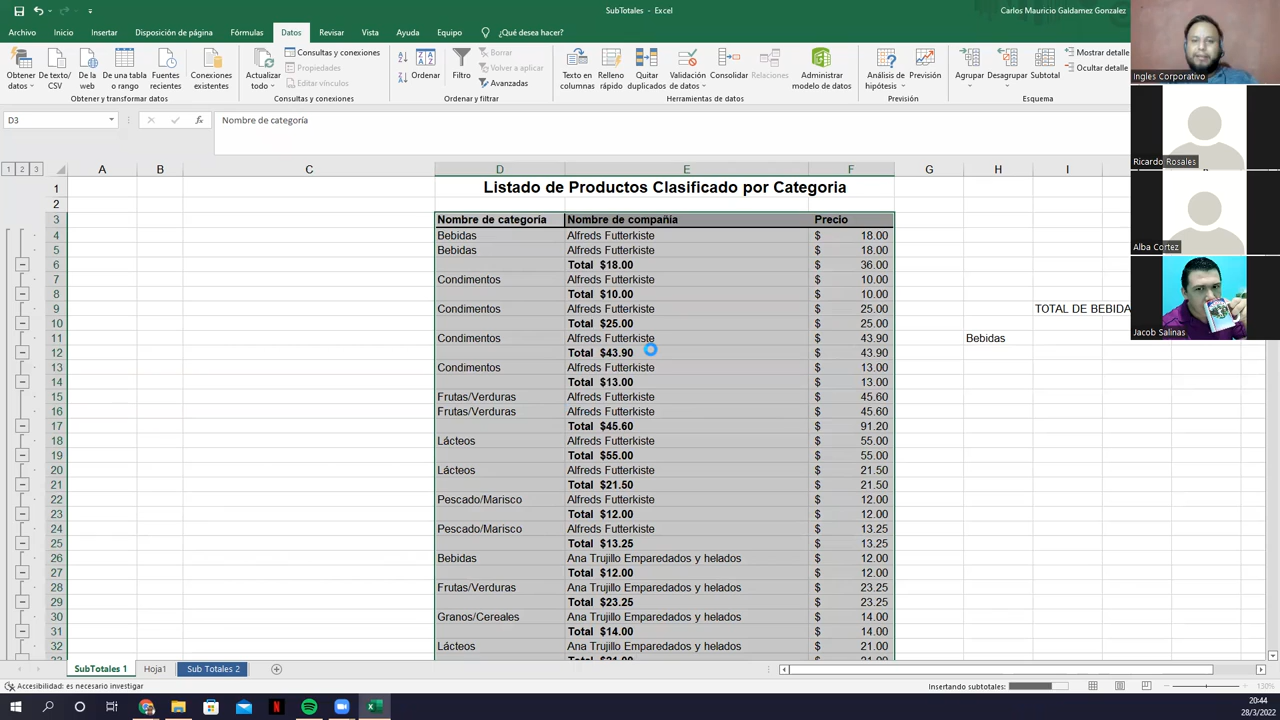 SubTotales - Excel
Carlos Mauricio Galdamez Gonzalez
Archivo Inicio Insertar Disposición de página Fórmulas Datos Revisar Vista Ayuda Equipo ¿Qué desea hacer?
Obtener datos
De texto/CSV
De la web
De una tabla o rango
Fuentes recientes
Conexiones existentes
Obtener y transformar datos
Actualizar todo
Consultas y conexiones
Propiedades
Editar vínculos
Consultas y conexiones
Ordenar
Filtro
Borrar
Volver a aplicar
Avanzadas
Ordenar y filtrar
Texto en columnas
Relleno rápido
Quitar duplicados
Validación de datos
Consolidar
Relaciones
Administrar modelo de datos
Herramientas de datos
Análisis de hipótesis
Previsión
Previsión
Agrupar
Desagrupar
Subtotal
Mostrar detalle
Ocultar detalle
Esquema
Ingles Corporativo
Ricardo Rosales
Alba Cortez
Jacob Salinas
D3 fx Nombre de categoría
1 2 3 A B C D E F G H I
1 Listado de Productos Clasificado por Categoria
2
3 Nombre de categoría Nombre de compañía Precio
4 Bebidas Alfreds Futterkiste $ 18.00
5 Bebidas Alfreds Futterkiste $ 18.00
6 Total $18.00 $ 36.00
7 Condimentos Alfreds Futterkiste $ 10.00
8 Total $10.00 $ 10.00
9 Condimentos Alfreds Futterkiste $ 25.00 TOTAL DE BEBIDA
10 Total $25.00 $ 25.00
11 Condimentos Alfreds Futterkiste $ 43.90 Bebidas
12 Total $43.90 $ 43.90
13 Condimentos Alfreds Futterkiste $ 13.00
14 Total $13.00 $ 13.00
15 Frutas/Verduras Alfreds Futterkiste $ 45.60
16 Frutas/Verduras Alfreds Futterkiste $ 45.60
17 Total $45.60 $ 91.20
18 Lácteos Alfreds Futterkiste $ 55.00
19 Total $55.00 $ 55.00
20 Lácteos Alfreds Futterkiste $ 21.50
21 Total $21.50 $ 21.50
22 Pescado/Marisco Alfreds Futterkiste $ 12.00
23 Total $12.00 $ 12.00
24 Pescado/Marisco Alfreds Futterkiste $ 13.25
25 Total $13.25 $ 13.25
26 Bebidas Ana Trujillo Emparedados y helados $ 12.00
27 Total $12.00 $ 12.00
28 Frutas/Verduras Ana Trujillo Emparedados y helados $ 23.25
29 Total $23.25 $ 23.25
30 Granos/Cereales Ana Trujillo Emparedados y helados $ 14.00
31 Total $14.00 $ 14.00
32 Lácteos Ana Trujillo Emparedados y helados $ 21.00
SubTotales 1 Hoja1 Sub Totales 2
Accesibilidad: es necesario investigar
Insertando subtotales:
130%
20:44
28/3/2022